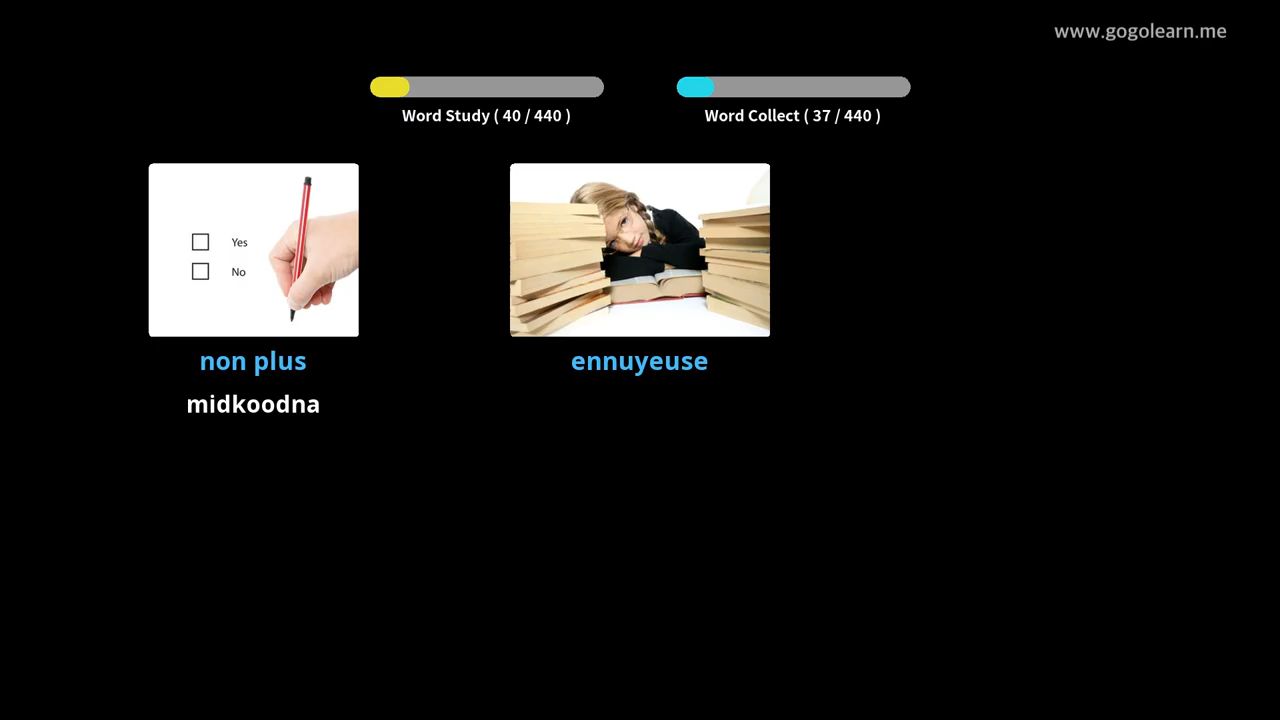 www.gogolearn.me
Word Study ( 40 / 440 )
Word Collect ( 37 / 440 )
Yes
No
non plus
ennuyeuse
midkoodna